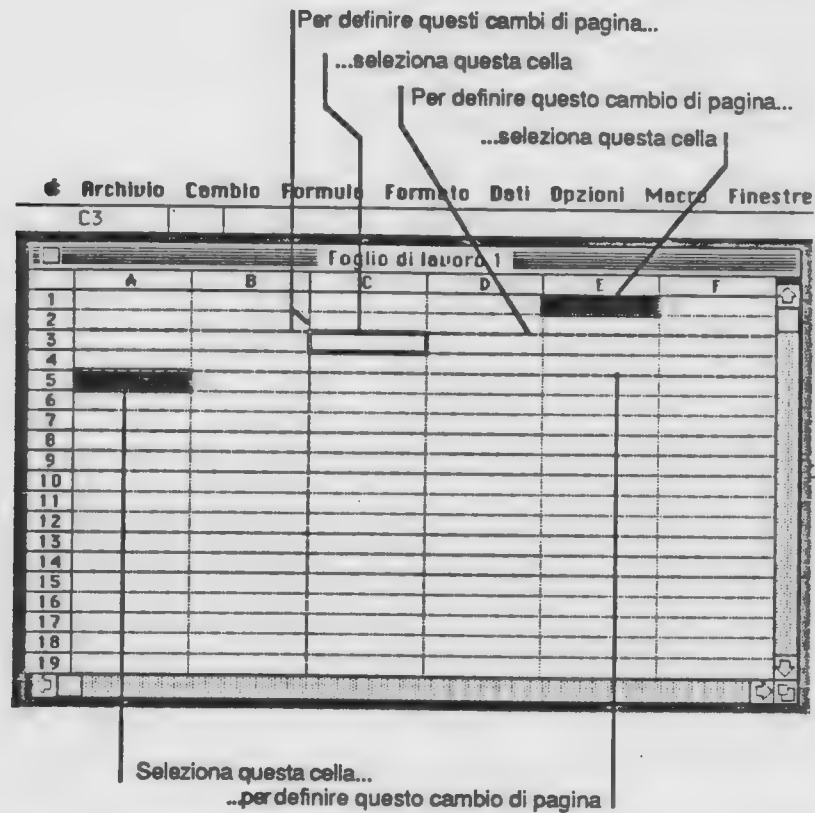 Per definire questi cambi di pagina...
...seleziona questa cella
Per definire questo cambio di pagina...
...seleziona questa cella
Archivio Cambio Formula Formato Dati Opzioni Macro Finestre
C3
Foglio di lavoro 1
A B C D E F
1
2
3
4
5
6
7
8
9
10
11
12
13
14
15
16
17
18
19
Seleziona questa cella...
...per definire questo cambio di pagina